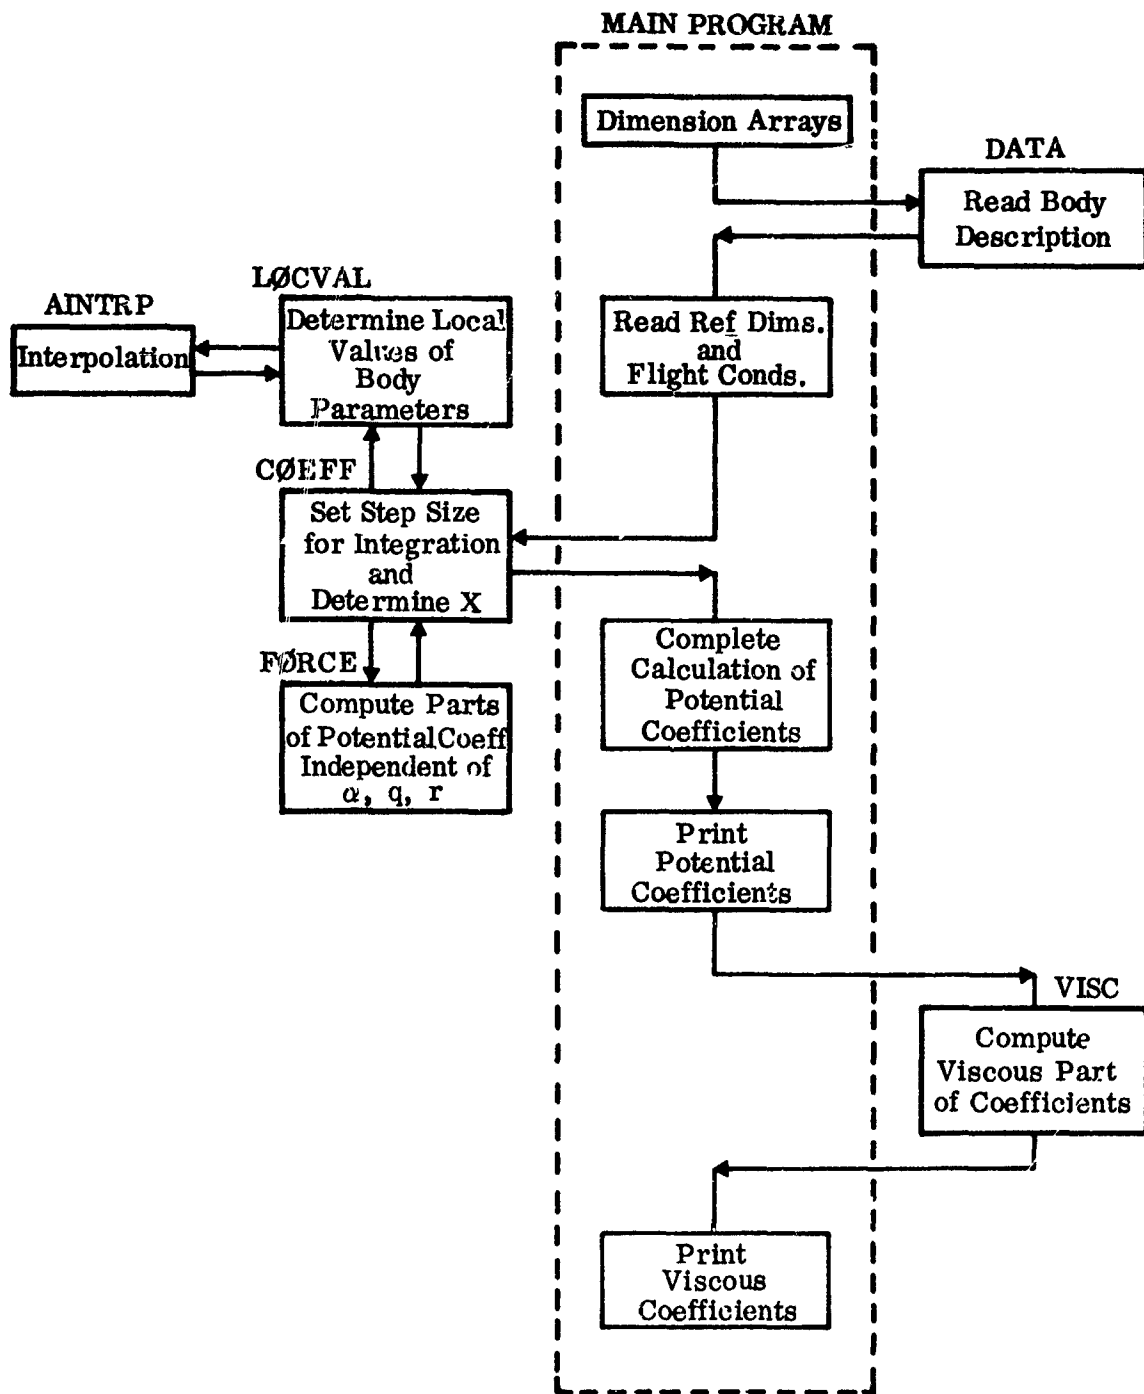 MAIN PROGRAM
Dimension Arrays
DATA
Read Body
Description
LØCVAL
Determine Local
Values of
Body
Parameters
AINTRP
Interpolation
Read Ref Dims.
and
Flight Conds.
CØEFF
Set Step Size
for Integration
and
Determine X
FØRCE
Compute Parts
of Potential Coeff
Independent of
α, q, r
Complete
Calculation of
Potential
Coefficients
Print
Potential
Coefficients
VISC
Compute
Viscous Part
of Coefficients
Print
Viscous
Coefficients